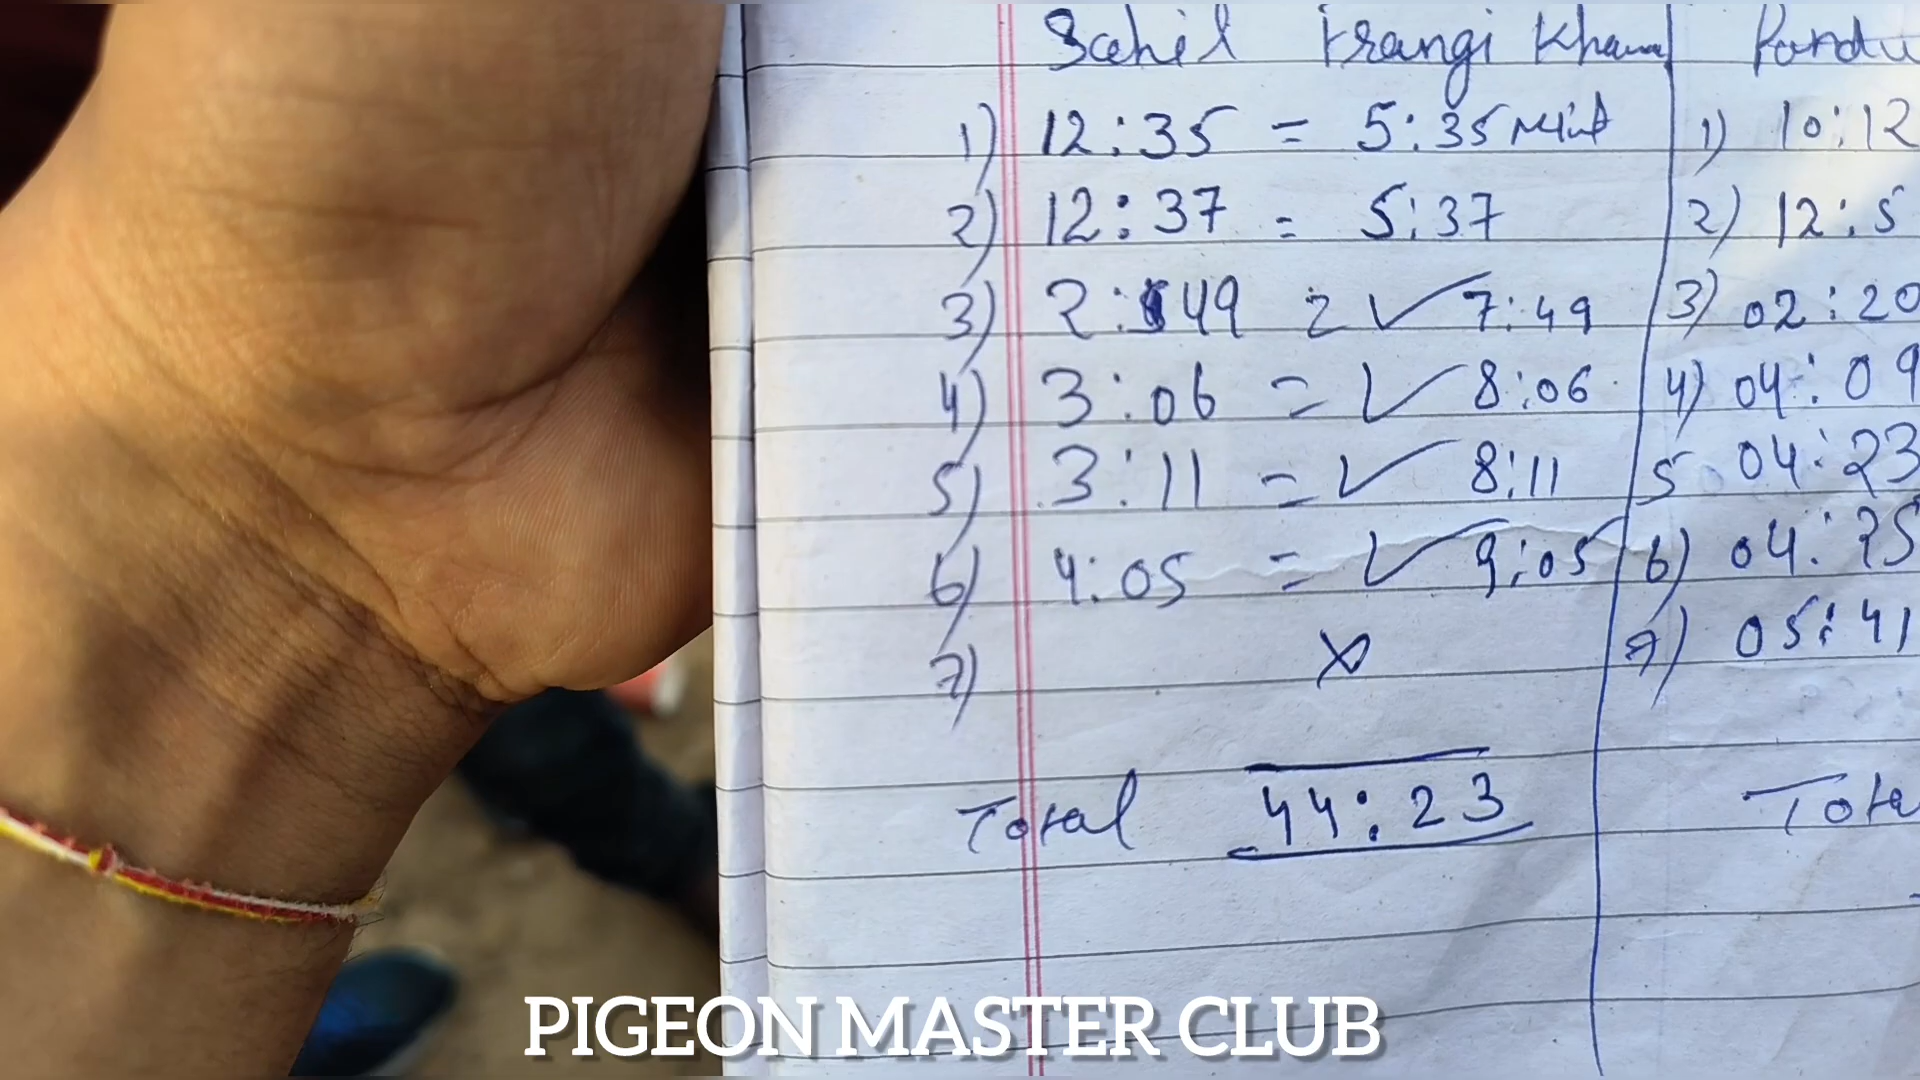 Sahil Frangi Khana Pandu
1) 12:35 = 5:35 Mint 1) 10:12
2) 12:37 = 5:37 2) 12:5
3) 2:49 = ✓ 7:49 3) 02:20
4) 3:06 = ✓ 8:06 4) 04:09
5) 3:11 = ✓ 8:11 5 04:23
6) 4:05 = ✓ 9:05 6) 04:25
7) X 7) 05:41
Total 44:23 Tota
PIGEON MASTER CLUB